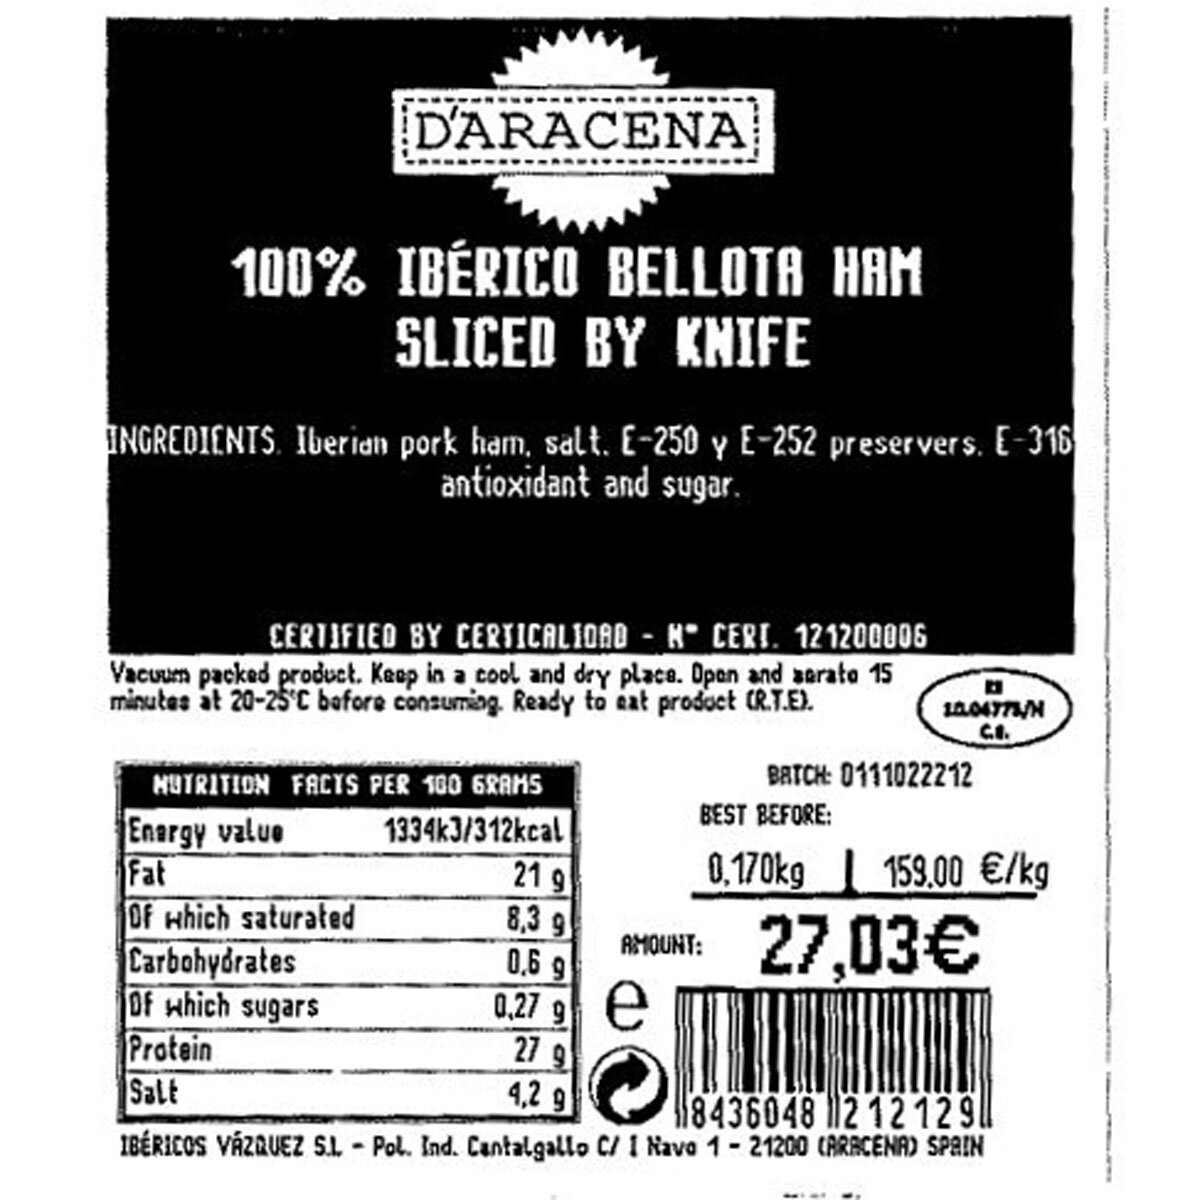 D'ARACENA
100% IBÉRICO BELLOTA HAM
SLICED BY KNIFE
INGREDIENTS. Iberian pork ham, salt. E-250 y E-252 preservers. E-316
antioxidant and sugar.
CERTIFIED BY CERTICALIDAD - Nº CERT. 121200006
Vacuum packed product. Keep in a cool and dry place. Open and aerate 15
minutes at 20-25ºC before consuming. Ready to eat product (R.T.E).
ES
10.04775/H
C.E.
NUTRITION FACTS PER 100 GRAMS
Energy value 1334kJ/312kcal
Fat 21 g
Of which saturated 8,3 g
Carbohydrates 0,6 g
Of which sugars 0,27 g
Protein 27 g
Salt 4,2 g
BATCH: 0111022212
BEST BEFORE:
0,170kg 159,00 €/kg
AMOUNT: 27,03€
e
8436048 212129
IBÉRICOS VÁZQUEZ S.L - Pol. Ind. Cantalgallo C/ I Nave 1 - 21200 (ARACENA) SPAIN